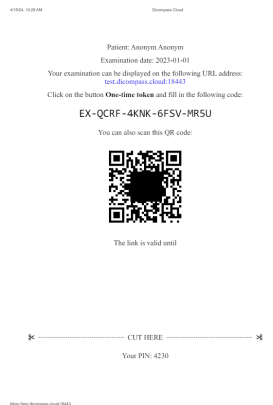 4/18/24, 10:29 AM Dicompass Cloud
Patient: Anonym Anonym
Examination date: 2023-01-01
Your examination can be displayed on the following URL address:
test.dicompass.cloud:18443
Click on the button One-time token and fill in the following code:
EX-QCRF-4KNK-6FSV-MR5U
You can also scan this QR code:
The link is valid until
CUT HERE
Your PIN: 4230
https://test.dicompass.cloud:18443